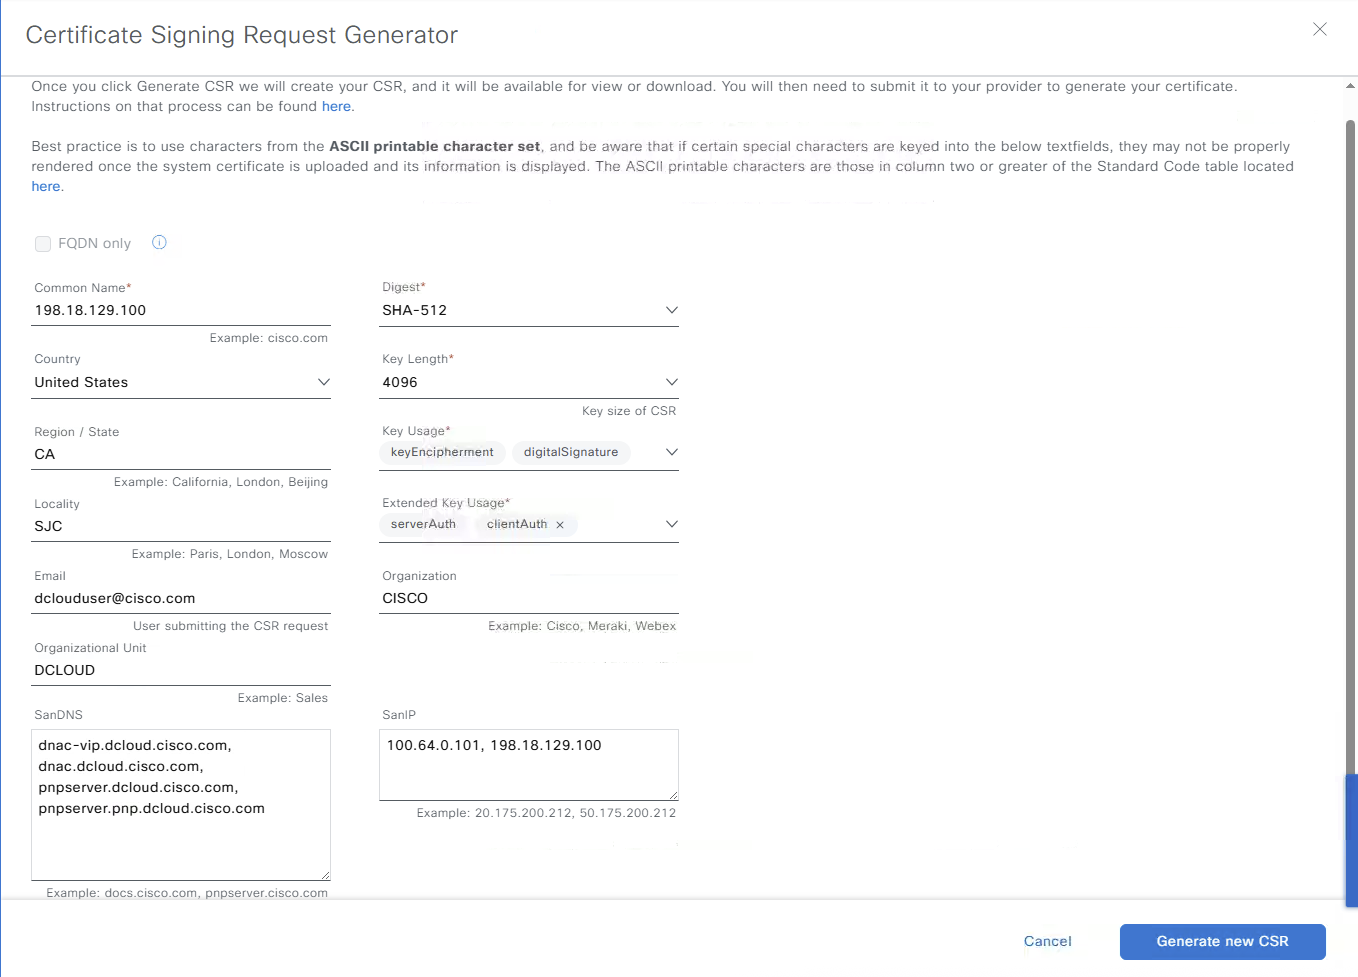 Certificate Signing Request Generator
Once you click Generate CSR we will create your CSR, and it will be available for view or download. You will then need to submit it to your provider to generate your certificate.
Instructions on that process can be found here.
Best practice is to use characters from the ASCII printable character set, and be aware that if certain special characters are keyed into the below textfields, they may not be properly
rendered once the system certificate is uploaded and its information is displayed. The ASCII printable characters are those in column two or greater of the Standard Code table located
here.
FQDN only
Common Name*
198.18.129.100
Example: cisco.com
Digest*
SHA-512
Country
United States
Key Length*
4096
Key size of CSR
Region / State
CA
Example: California, London, Beijing
Key Usage*
keyEncipherment digitalSignature
Locality
SJC
Example: Paris, London, Moscow
Extended Key Usage*
serverAuth clientAuth ×
Email
dclouduser@cisco.com
User submitting the CSR request
Organization
CISCO
Example: Cisco, Meraki, Webex
Organizational Unit
DCLOUD
Example: Sales
SanDNS
dnac-vip.dcloud.cisco.com,
dnac.dcloud.cisco.com,
pnpserver.dcloud.cisco.com,
pnpserver.pnp.dcloud.cisco.com
Example: docs.cisco.com, pnpserver.cisco.com
SanIP
100.64.0.101, 198.18.129.100
Example: 20.175.200.212, 50.175.200.212
Cancel
Generate new CSR